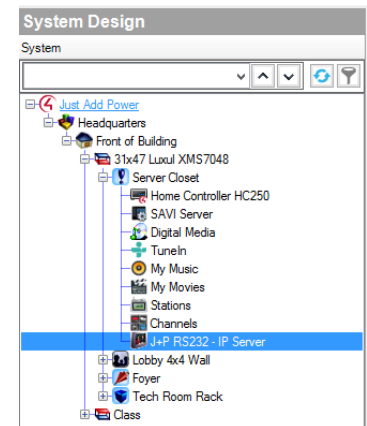 System Design
System
Just Add Power
Headquarters
Front of Building
31x47 Luxul XMS7048
Server Closet
Home Controller HC250
SAVI Server
Digital Media
TuneIn
My Music
My Movies
Stations
Channels
J+P RS232 - IP Server
Lobby 4x4 Wall
Foyer
Tech Room Rack
Class